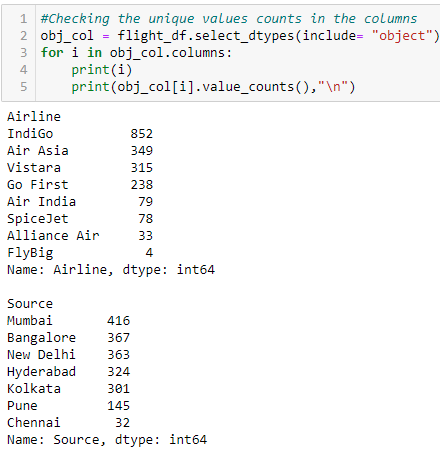 1 #Checking the unique values counts in the columns
2 obj_col = flight_df.select_dtypes(include= "object")
3 for i in obj_col.columns:
4     print(i)
5     print(obj_col[i].value_counts(),"\n")
Airline
IndiGo          852
Air Asia        349
Vistara         315
Go First        238
Air India        79
SpiceJet         78
Alliance Air     33
FlyBig            4
Name: Airline, dtype: int64

Source
Mumbai       416
Bangalore    367
New Delhi    363
Hyderabad    324
Kolkata      301
Pune         145
Chennai       32
Name: Source, dtype: int64